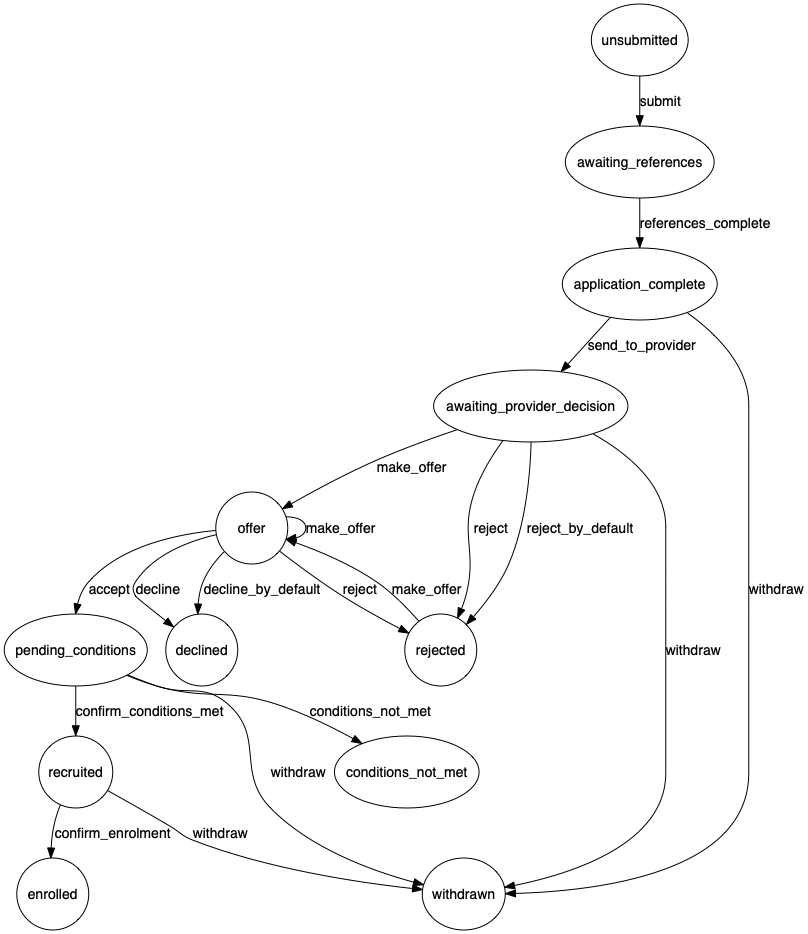 unsubmitted
submit
awaiting_references
references_complete
application_complete
send_to_provider
awaiting_provider_decision
make_offer
offer
make_offer
reject
reject_by_default
withdraw
accept
decline
decline_by_default
reject
make_offer
pending_conditions
declined
rejected
withdraw
confirm_conditions_met
conditions_not_met
recruited
withdraw
conditions_not_met
confirm_enrolment
withdraw
enrolled
withdrawn